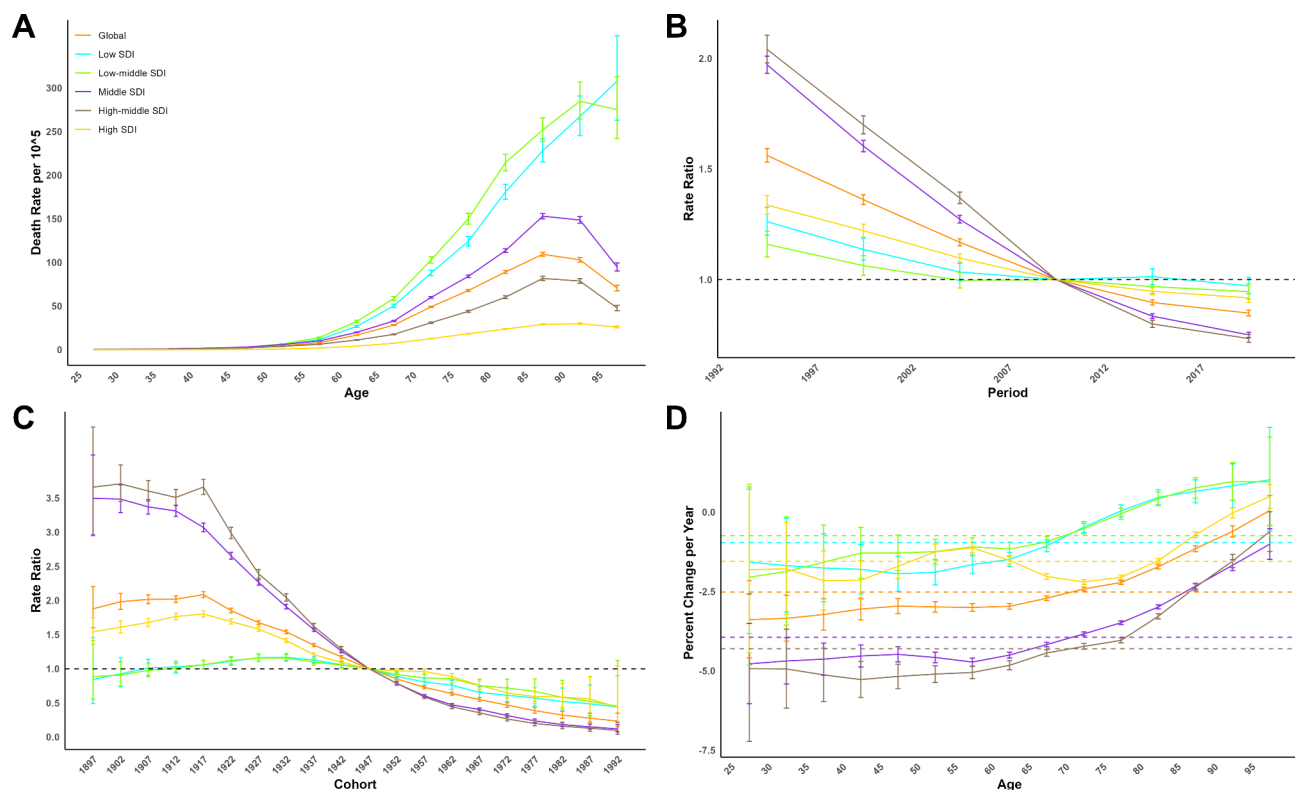 A
Death Rate per 10^5
Global
Low SDI
Low-middle SDI
Middle SDI
High-middle SDI
High SDI
300
250
200
150
100
50
0
25 30 35 40 45 50 55 60 65 70 75 80 85 90 95
Age
B
Rate Ratio
2.0
1.5
1.0
1992 1997 2002 2007 2012 2017
Period
C
Rate Ratio
3.5
3.0
2.5
2.0
1.5
1.0
0.5
0.0
1897 1902 1907 1912 1917 1922 1927 1932 1937 1942 1947 1952 1957 1962 1967 1972 1977 1982 1987 1992
Cohort
D
Percent Change per Year
0.0
-2.5
-5.0
-7.5
25 30 35 40 45 50 55 60 65 70 75 80 85 90 95
Age